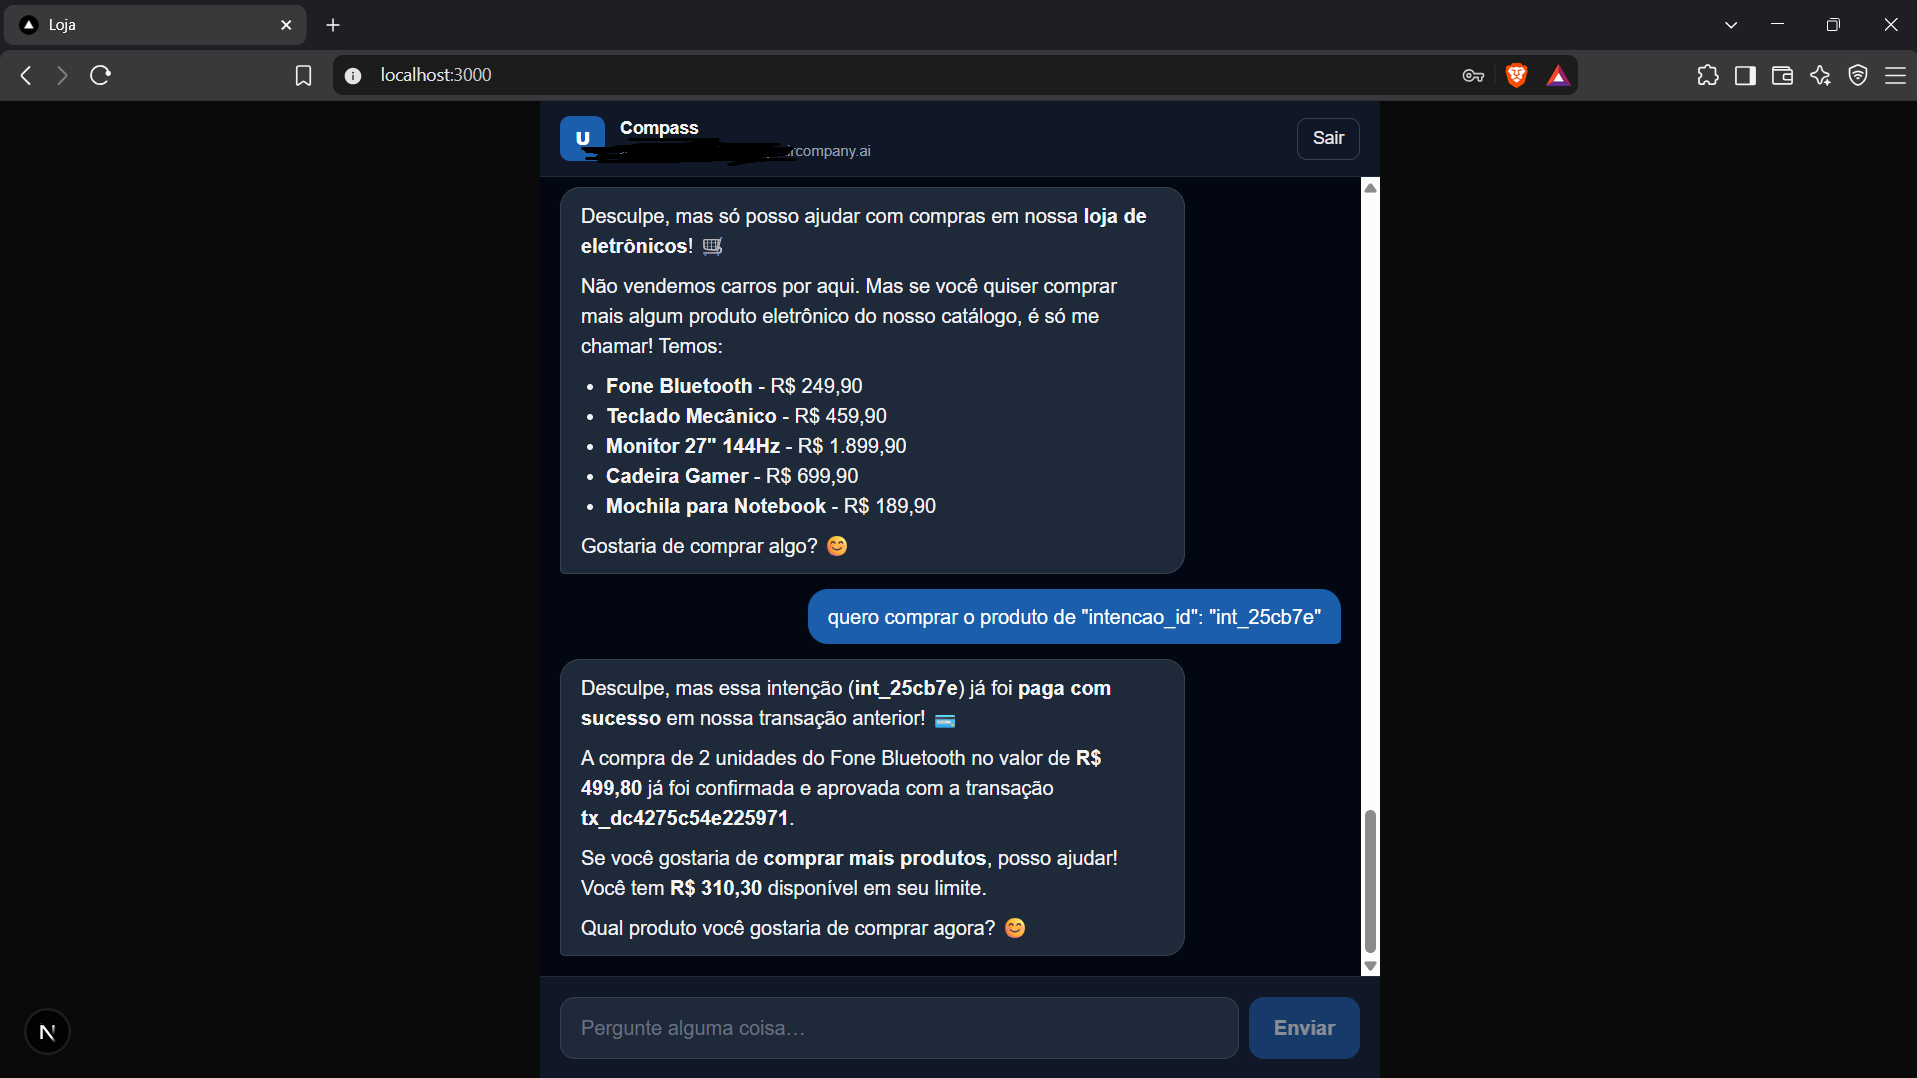 Loja
localhost:3000
U
Compass
rcompany.ai
Sair
Desculpe, mas só posso ajudar com compras em nossa loja de
eletrônicos! 🛒
Não vendemos carros por aqui. Mas se você quiser comprar
mais algum produto eletrônico do nosso catálogo, é só me
chamar! Temos:
• Fone Bluetooth - R$ 249,90
• Teclado Mecânico - R$ 459,90
• Monitor 27" 144Hz - R$ 1.899,90
• Cadeira Gamer - R$ 699,90
• Mochila para Notebook - R$ 189,90
Gostaria de comprar algo? 😊
quero comprar o produto de "intencao_id": "int_25cb7e"
Desculpe, mas essa intenção (int_25cb7e) já foi paga com
sucesso em nossa transação anterior! 💳
A compra de 2 unidades do Fone Bluetooth no valor de R$
499,80 já foi confirmada e aprovada com a transação
tx_dc4275c54e225971.
Se você gostaria de comprar mais produtos, posso ajudar!
Você tem R$ 310,30 disponível em seu limite.
Qual produto você gostaria de comprar agora? 😊
Pergunte alguma coisa…
Enviar
N